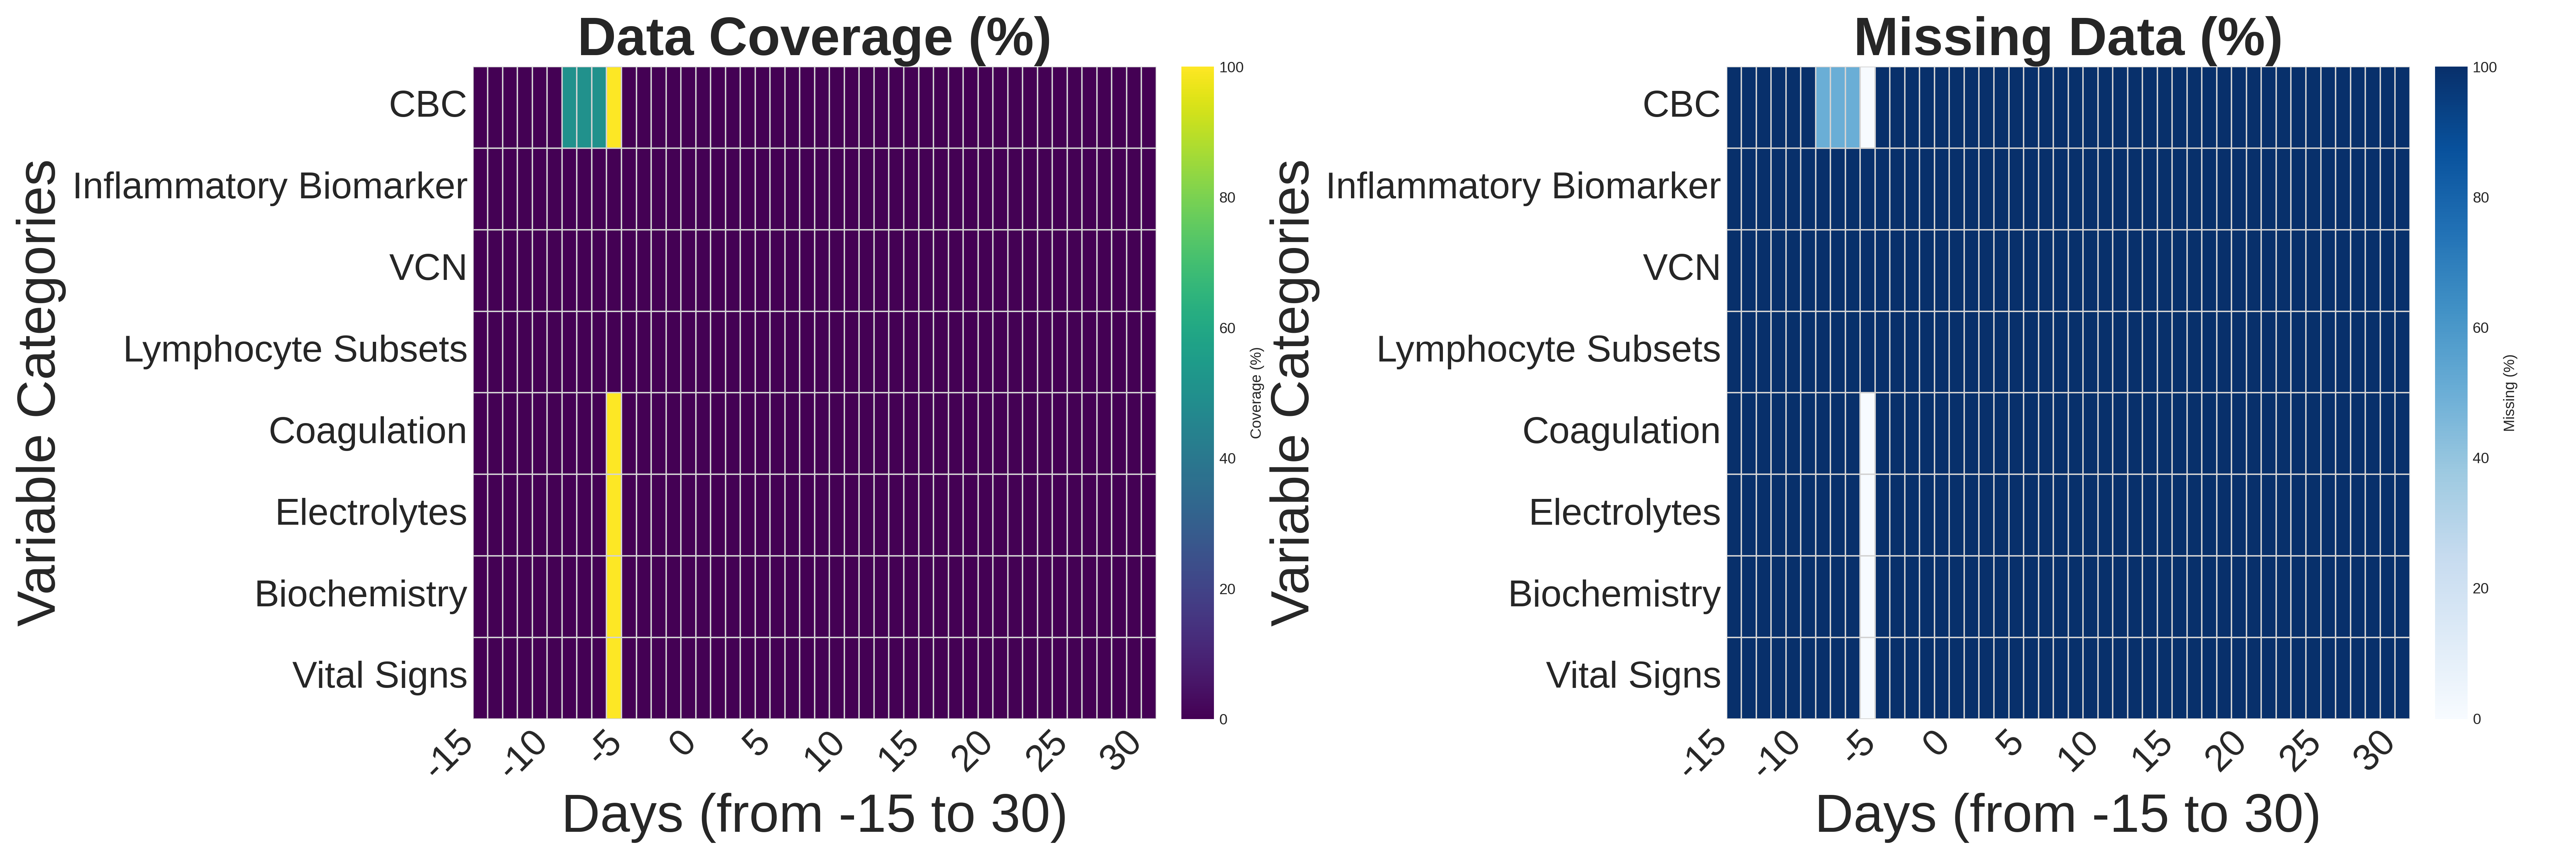 Data Coverage (%)
Variable Categories
CBC
Inflammatory Biomarker
VCN
Lymphocyte Subsets
Coagulation
Electrolytes
Biochemistry
Vital Signs
-15 -10 -5 0 5 10 15 20 25 30
Days (from -15 to 30)
100
80
60
40
20
0
Coverage (%)
Missing Data (%)
Variable Categories
CBC
Inflammatory Biomarker
VCN
Lymphocyte Subsets
Coagulation
Electrolytes
Biochemistry
Vital Signs
-15 -10 -5 0 5 10 15 20 25 30
Days (from -15 to 30)
100
80
60
40
20
0
Missing (%)